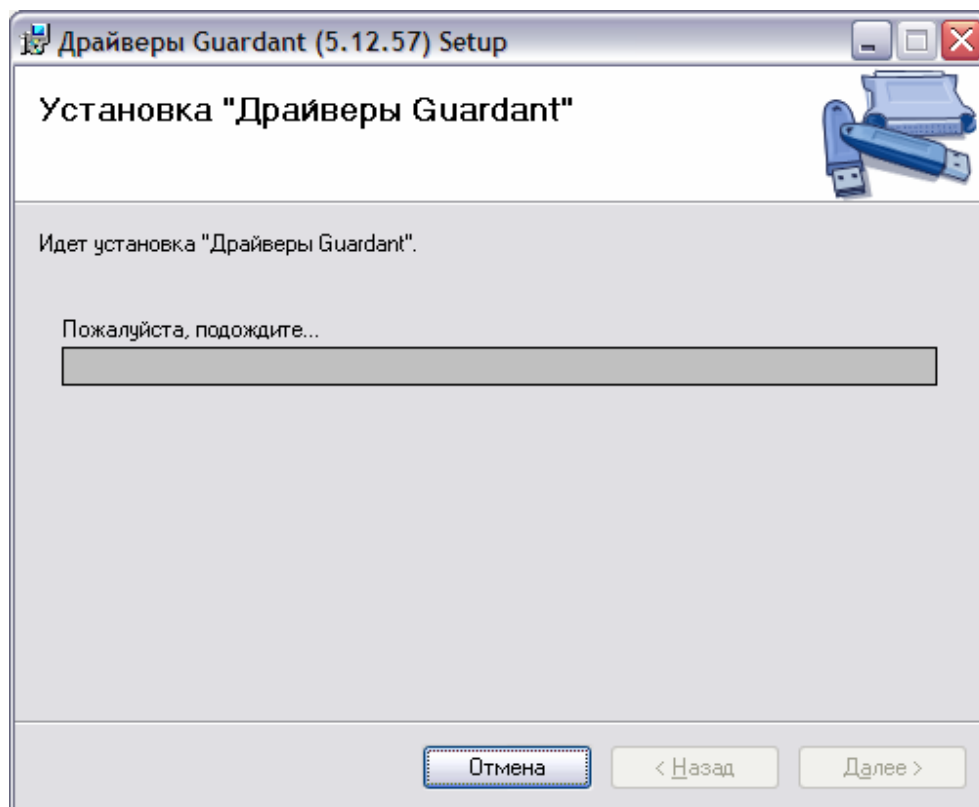 Драйверы Guardant (5.12.57) Setup
Установка "Драйверы Guardant"
Идет установка "Драйверы Guardant".
Пожалуйста, подождите...
Отмена
< Назад
Далее >